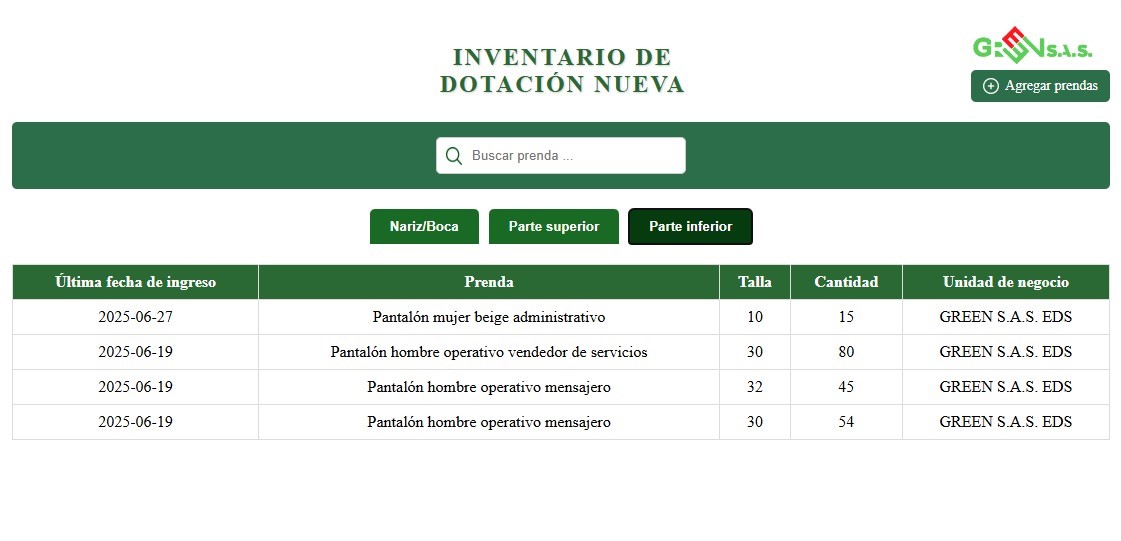 INVENTARIO DE
DOTACIÓN NUEVA
GREEN S.A.S.
Agregar prendas
Buscar prenda ...
Nariz/Boca Parte superior Parte inferior
Última fecha de ingreso Prenda Talla Cantidad Unidad de negocio
2025-06-27 Pantalón mujer beige administrativo 10 15 GREEN S.A.S. EDS
2025-06-19 Pantalón hombre operativo vendedor de servicios 30 80 GREEN S.A.S. EDS
2025-06-19 Pantalón hombre operativo mensajero 32 45 GREEN S.A.S. EDS
2025-06-19 Pantalón hombre operativo mensajero 30 54 GREEN S.A.S. EDS